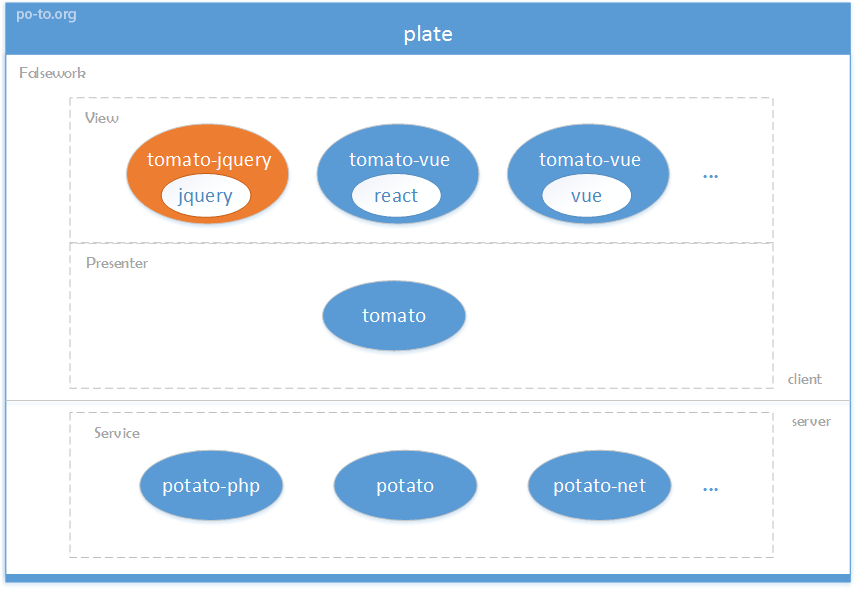 po-to.org
plate
Falsework
View
tomato-jquery
jquery
tomato-vue
react
tomato-vue
vue
...
Presenter
tomato
client
server
Service
potato-php
potato
potato-net
...